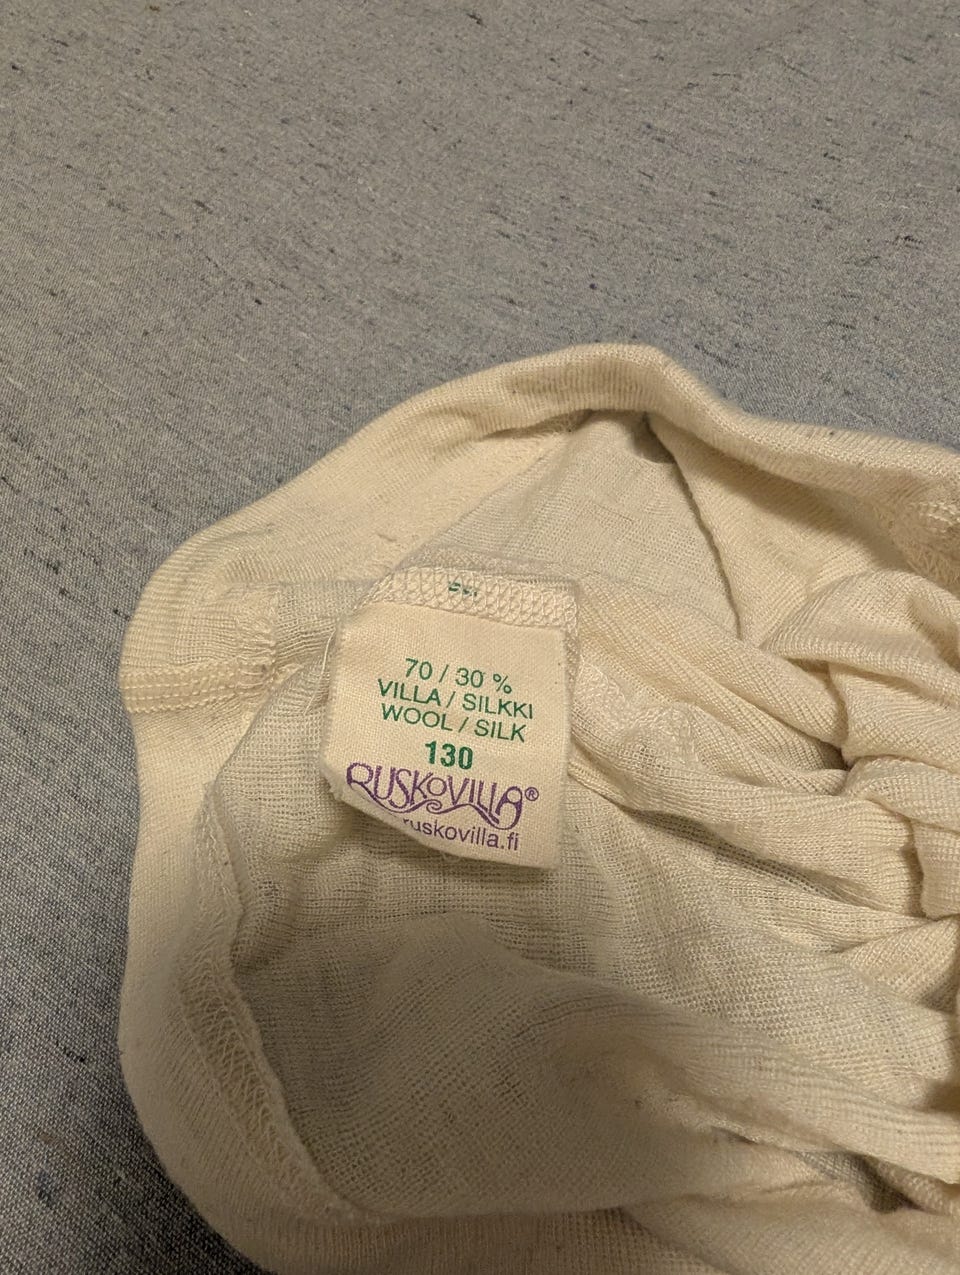 70 / 30 %
VILLA / SILKKI
WOOL / SILK
130
RUSKOVILLA®
ruskovilla.fi